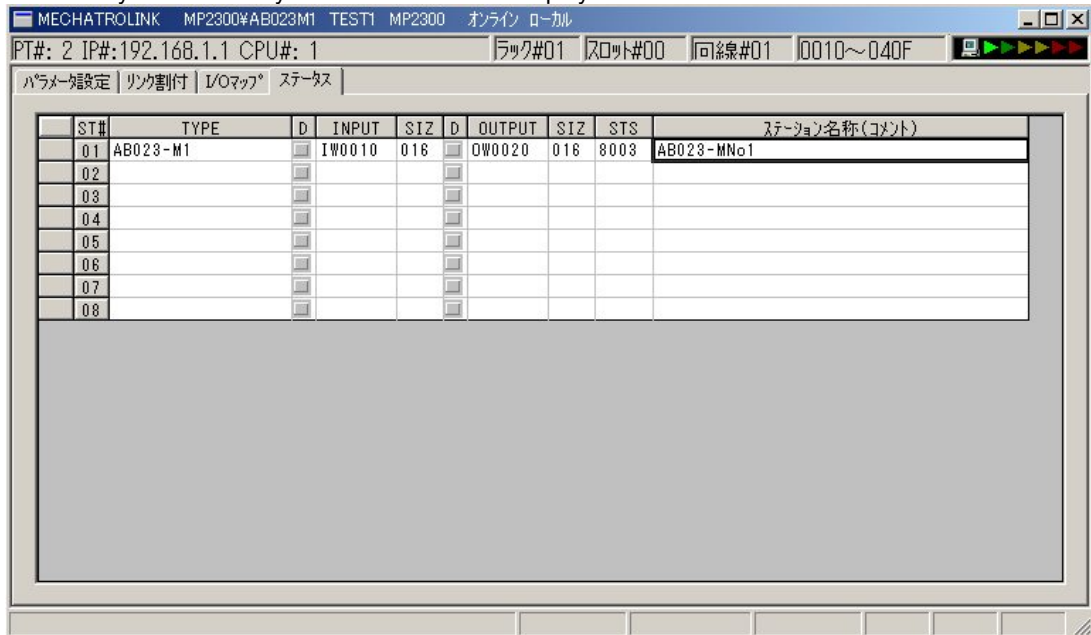 MECHATROLINK MP2300¥AB023M1 TEST1 MP2300 オンライン ローカル
PT#: 2 IP#:192.168.1.1 CPU#: 1 ラック#01 スロット#00 回線#01 0010～040F
パラメータ設定 リンク割付 I/Oマップ ステータス
ST# TYPE D INPUT SIZ D OUTPUT SIZ STS ステーション名称(コメント)
01 AB023-M1 IW0010 016 OW0020 016 8003 AB023-MNo1
02
03
04
05
06
07
08